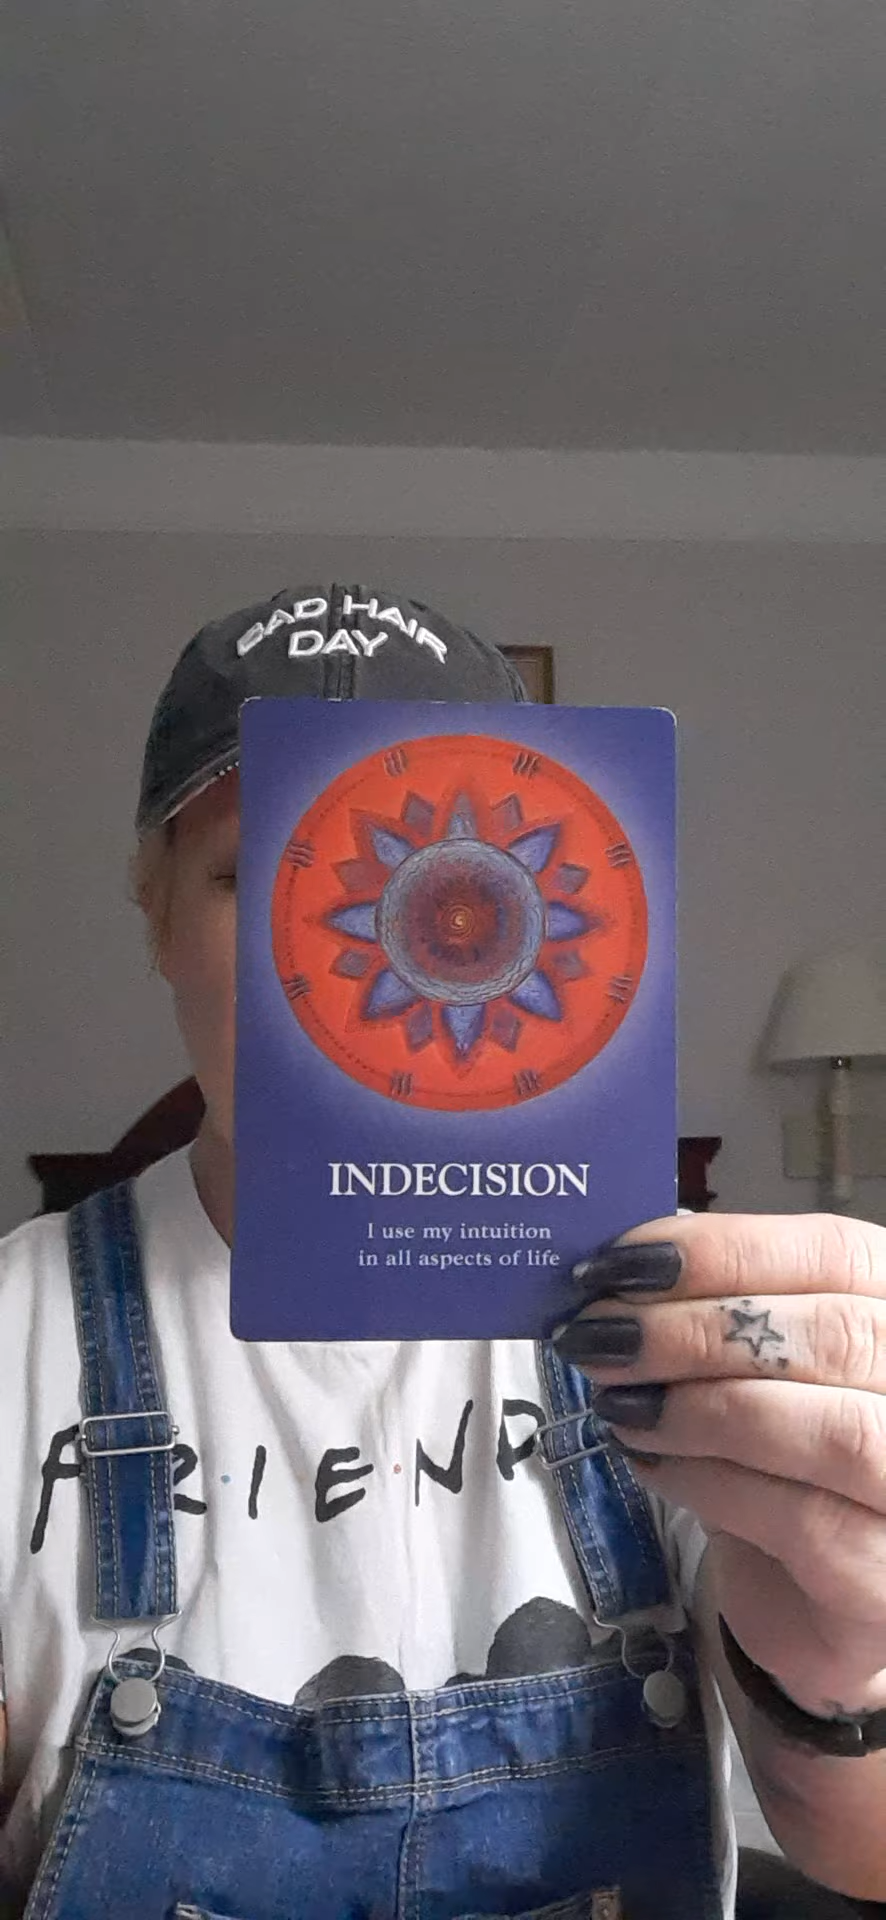 BAD HAIR
DAY
INDECISION
I use my intuition
in all aspects of life
F·R·I·E·N·D